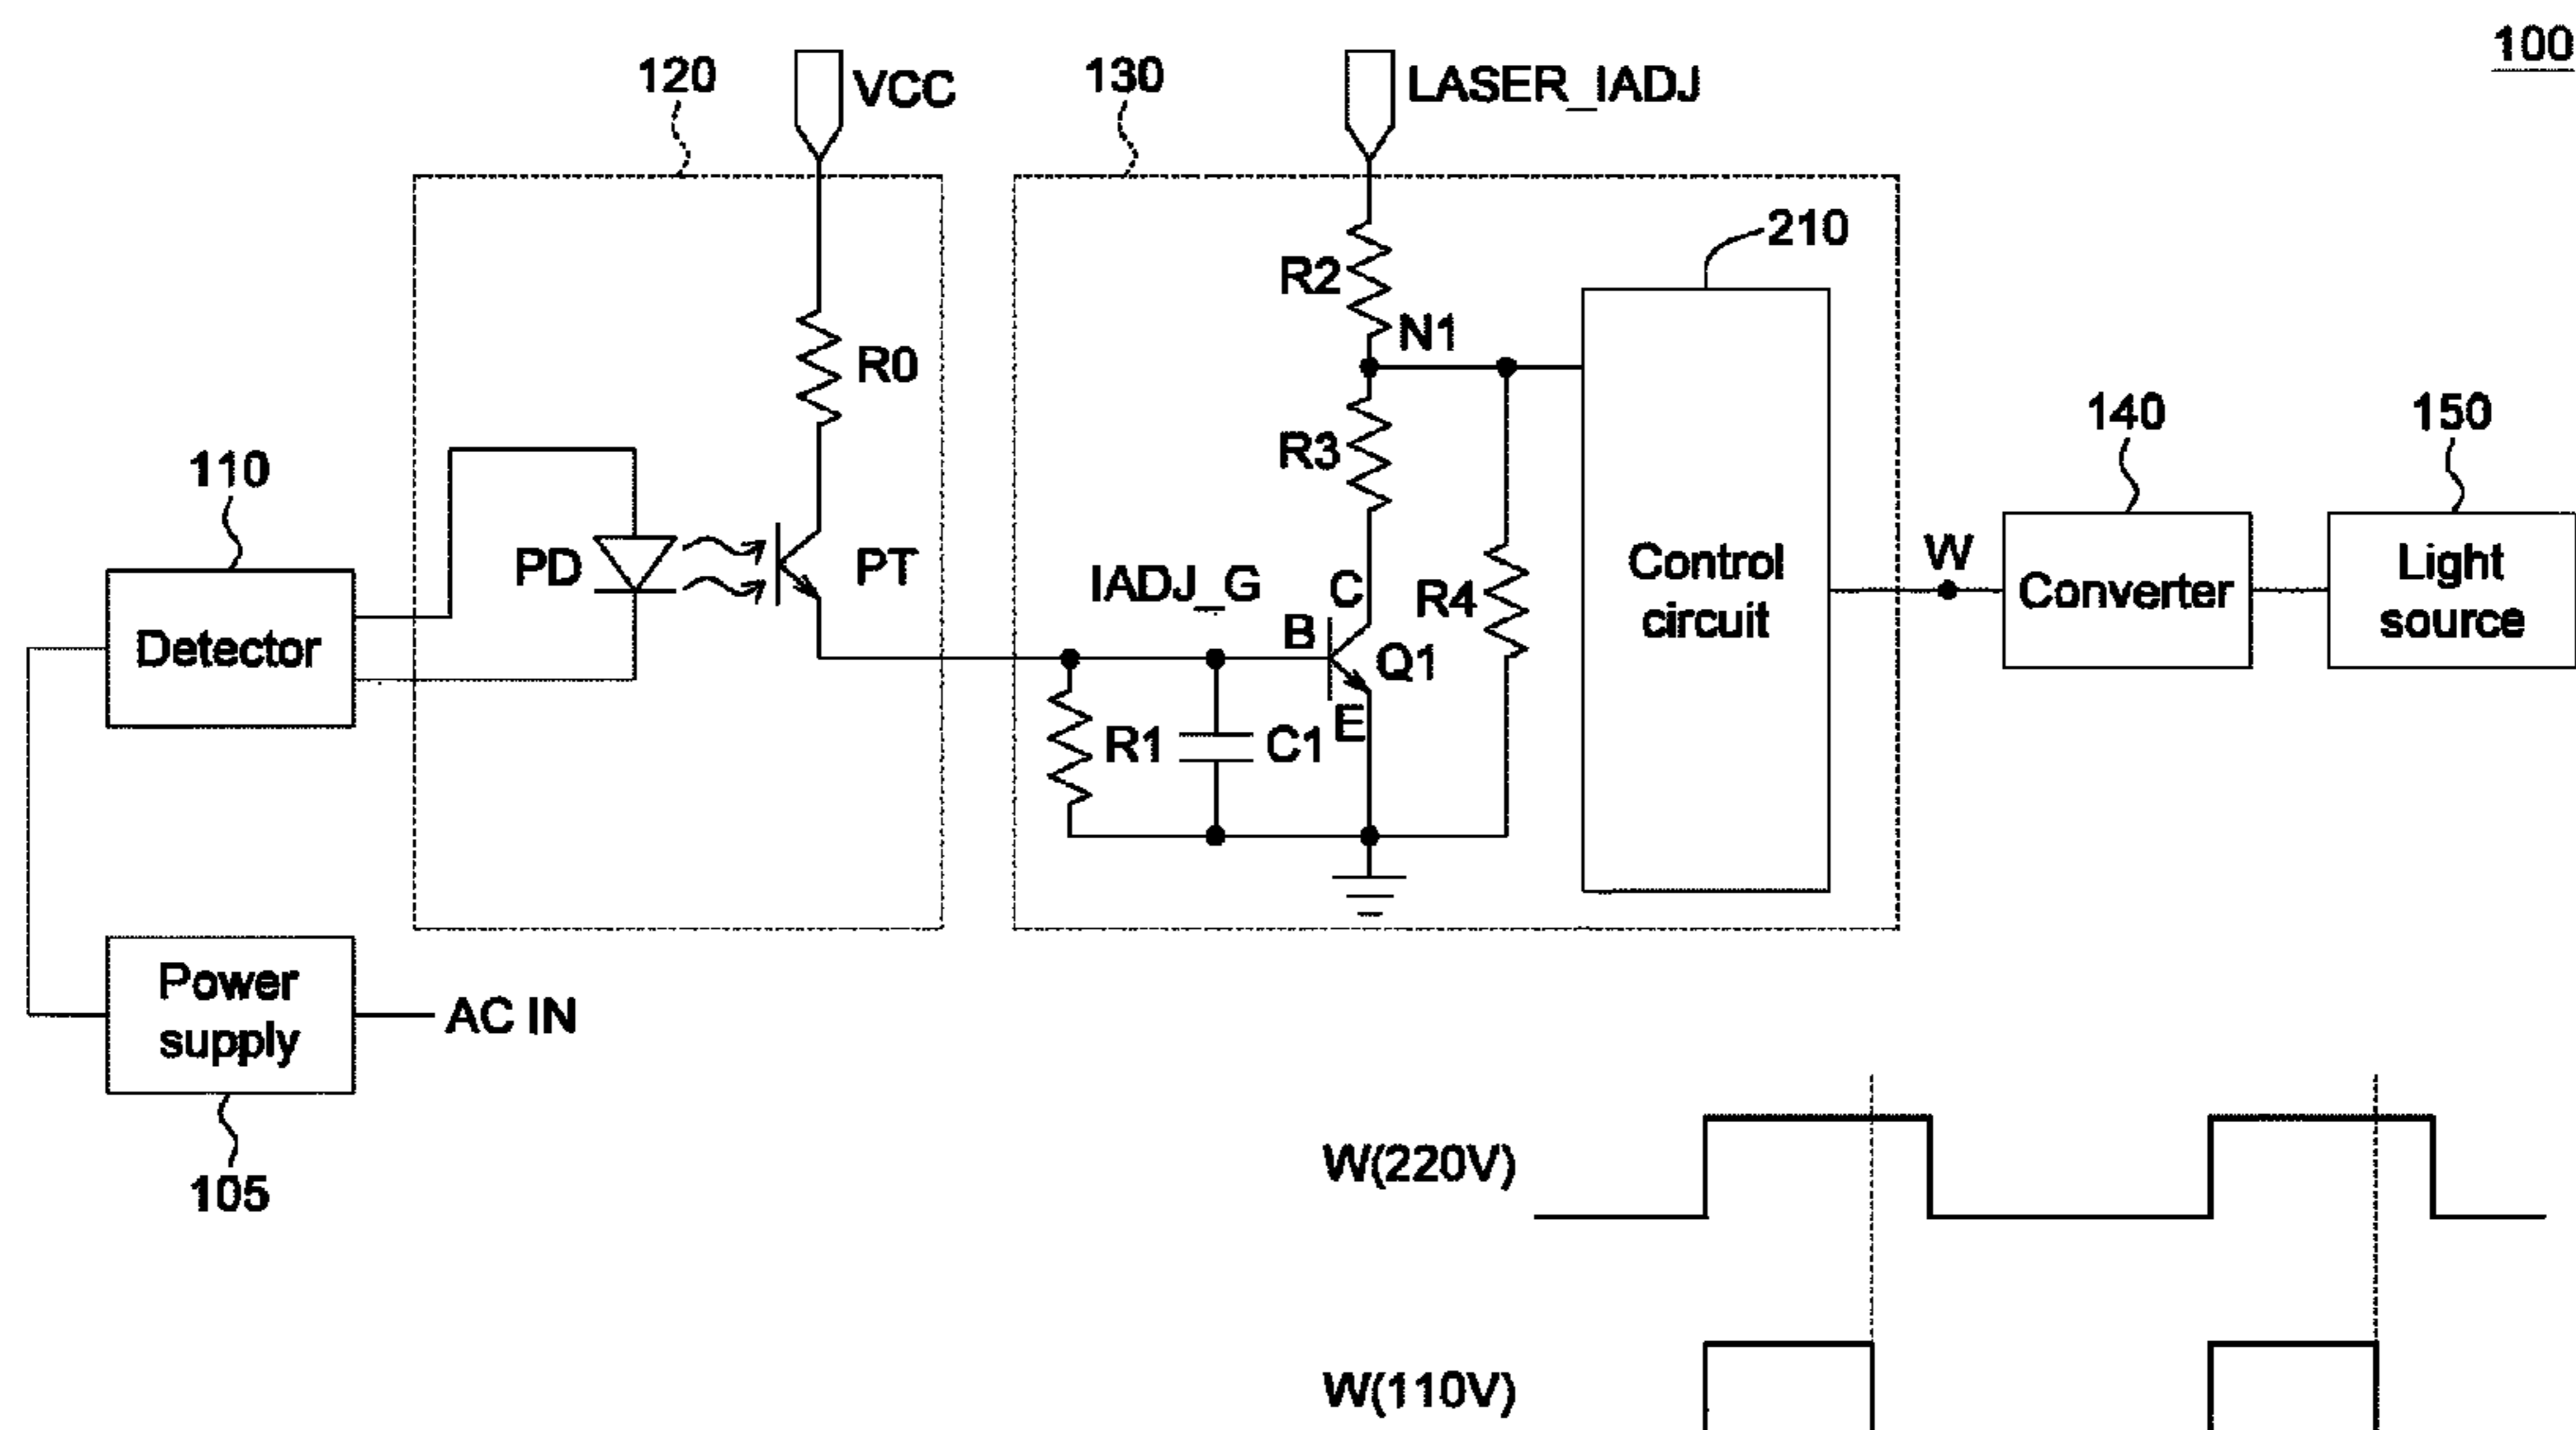 100
120
VCC
130
LASER_IADJ
210
R2
N1
R0
R3
140
150
110
PD
PT
IADJ_G
C
R4
Control
circuit
W
Converter
Light
source
Detector
B
Q1
E
R1
C1
Power
supply
AC IN
105
W(220V)
W(110V)